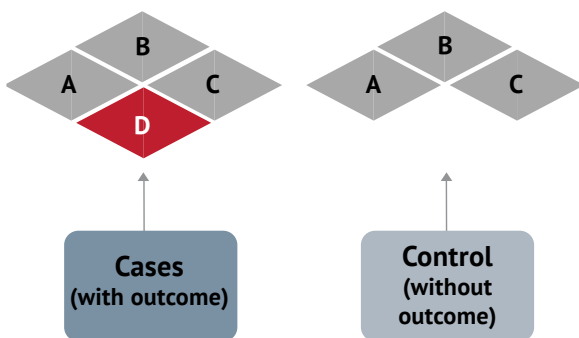 B
A
C
D
B
A
C
Cases
(with outcome)
Control
(without
outcome)